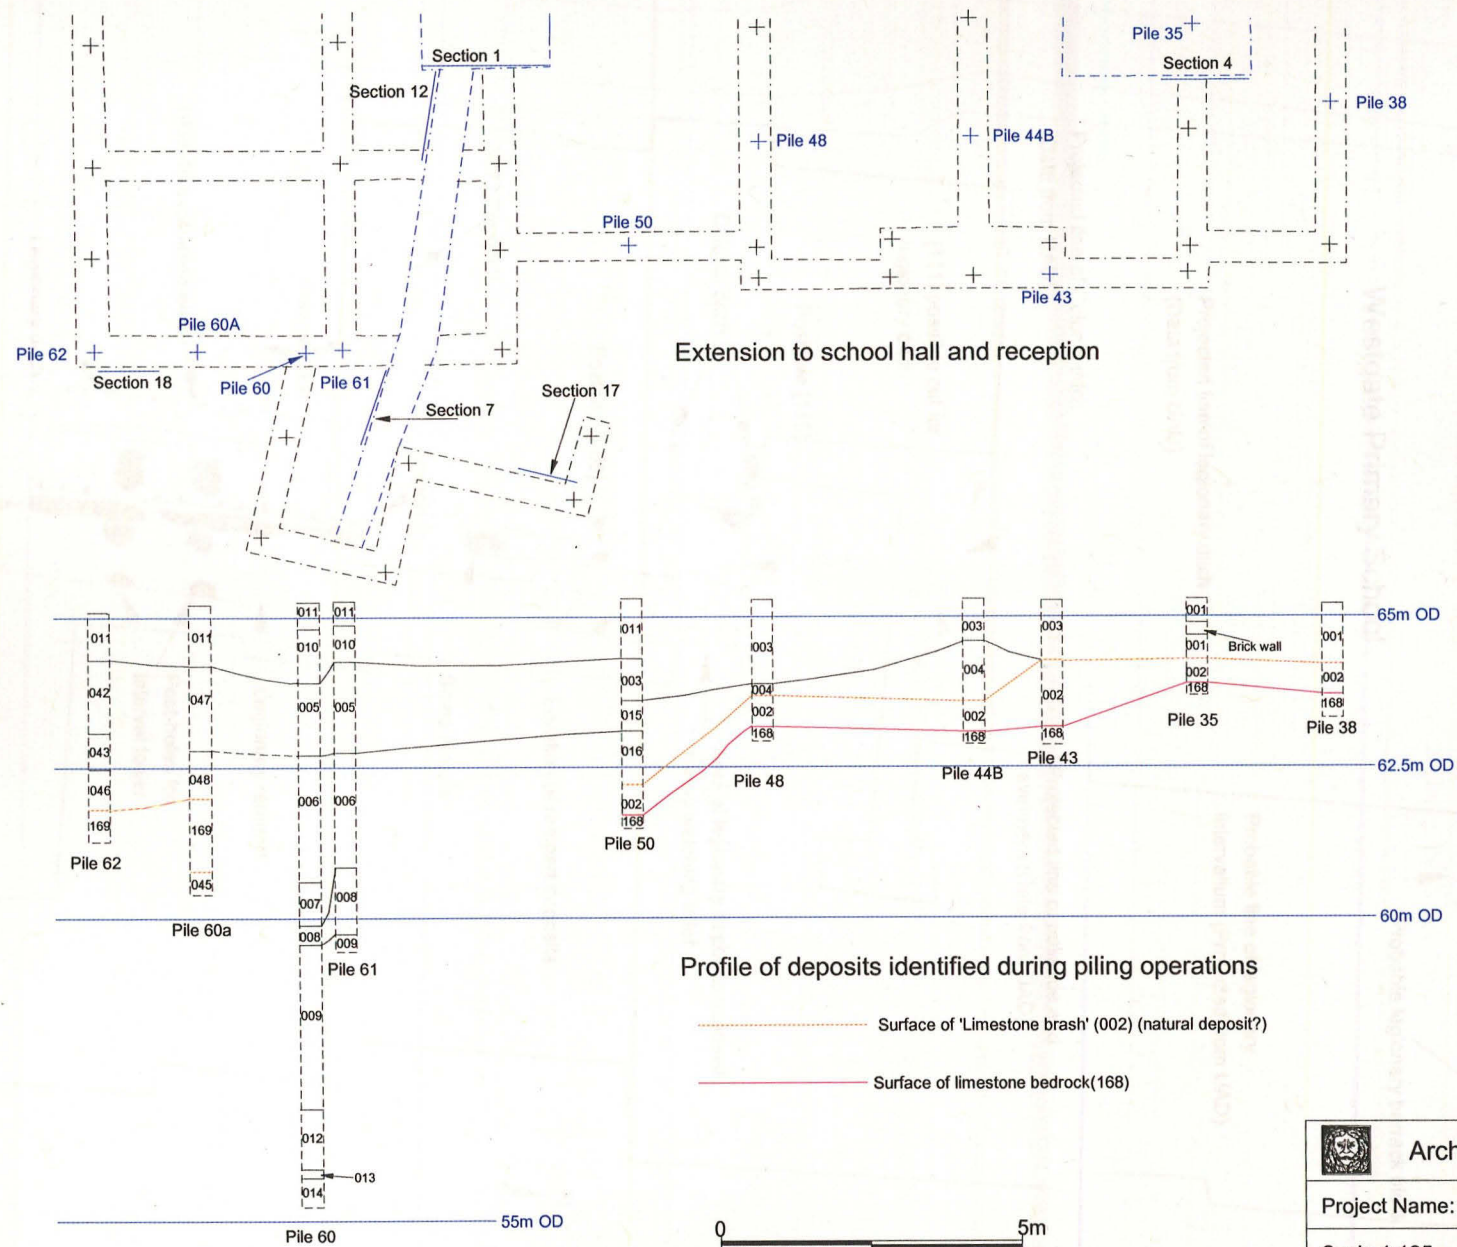 Section 1
Pile 35
Section 4
Section 12
Pile 38
Pile 48
Pile 44B
Pile 50
Pile 43
Pile 60A
Pile 62
Section 18
Pile 60
Pile 61
Extension to school hall and reception
Section 7
Section 17
65m OD
011
042
043
046
169
Pile 62
011
047
048
169
045
Pile 60a
011
010
005
006
007
008
009
012
013
014
Pile 60
011
010
005
006
008
009
Pile 61
011
003
015
016
002
168
Pile 50
003
004
002
168
Pile 48
003
004
002
168
Pile 44B
003
002
168
Pile 43
001
Brick wall
001
002
168
Pile 35
001
002
168
Pile 38
62.5m OD
60m OD
Profile of deposits identified during piling operations
Surface of 'Limestone brash' (002) (natural deposit?)
Surface of limestone bedrock(168)
55m OD
0 5m
Arch
Project Name: